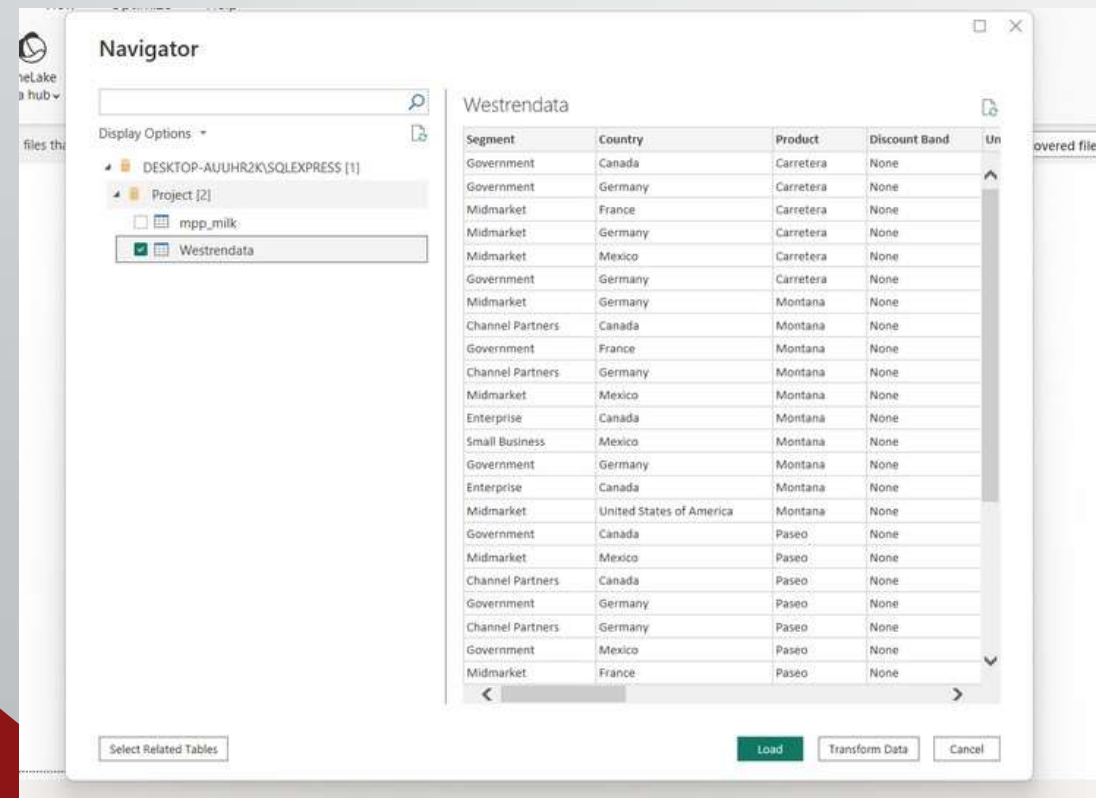 Navigator
a hub
files
overed file
Display Options
DESKTOP-AUUHR2K\SQLEXPRESS [1]
Project [2]
mpp_milk
Westrendata
Westrendata
Segment Country Product Discount Band Un
Government Canada Carretera None
Government Germany Carretera None
Midmarket France Carretera None
Midmarket Germany Carretera None
Midmarket Mexico Carretera None
Government Germany Carretera None
Midmarket Germany Montana None
Channel Partners Canada Montana None
Government France Montana None
Channel Partners Germany Montana None
Midmarket Mexico Montana None
Enterprise Canada Montana None
Small Business Mexico Montana None
Government Germany Montana None
Enterprise Canada Montana None
Midmarket United States of America Montana None
Government Canada Paseo None
Midmarket Mexico Paseo None
Channel Partners Canada Paseo None
Government Germany Paseo None
Channel Partners Germany Paseo None
Government Mexico Paseo None
Midmarket France Paseo None
Select Related Tables
Load Transform Data Cancel